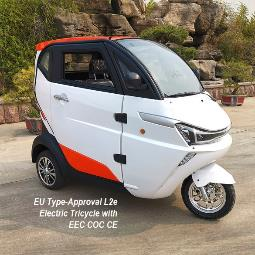 EU Type-Approval L2e
Electric Tricycle with
EEC COC CE